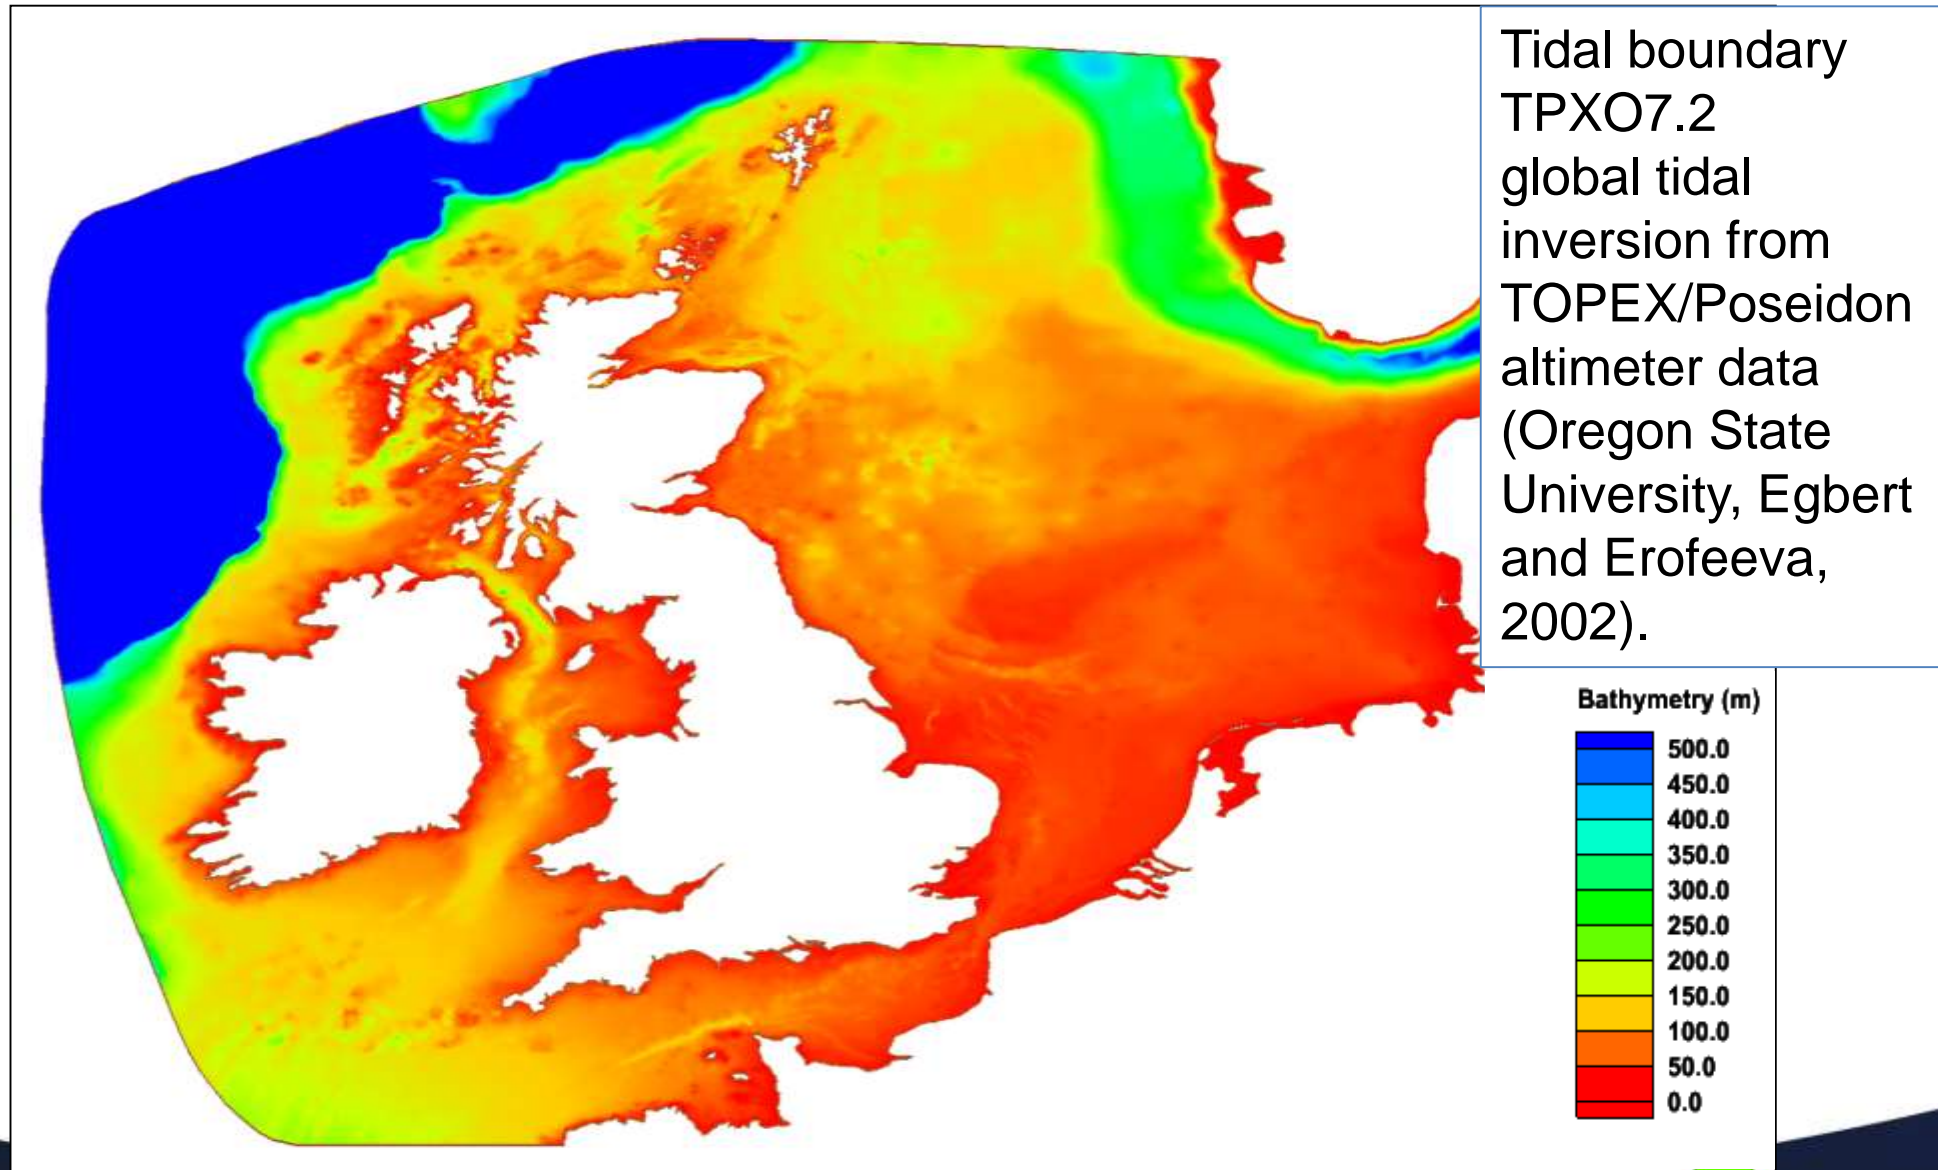 Tidal boundary
TPXO7.2
global tidal
inversion from
TOPEX/Poseidon
altimeter data
(Oregon State
University, Egbert
and Erofeeva,
2002).
Bathymetry (m)
500.0
450.0
400.0
350.0
300.0
250.0
200.0
150.0
100.0
50.0
0.0